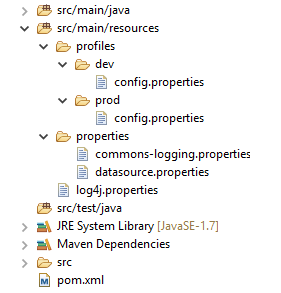 src/main/java
src/main/resources
profiles
dev
config.properties
prod
config.properties
properties
commons-logging.properties
datasource.properties
log4j.properties
src/test/java
JRE System Library [JavaSE-1.7]
Maven Dependencies
src
pom.xml